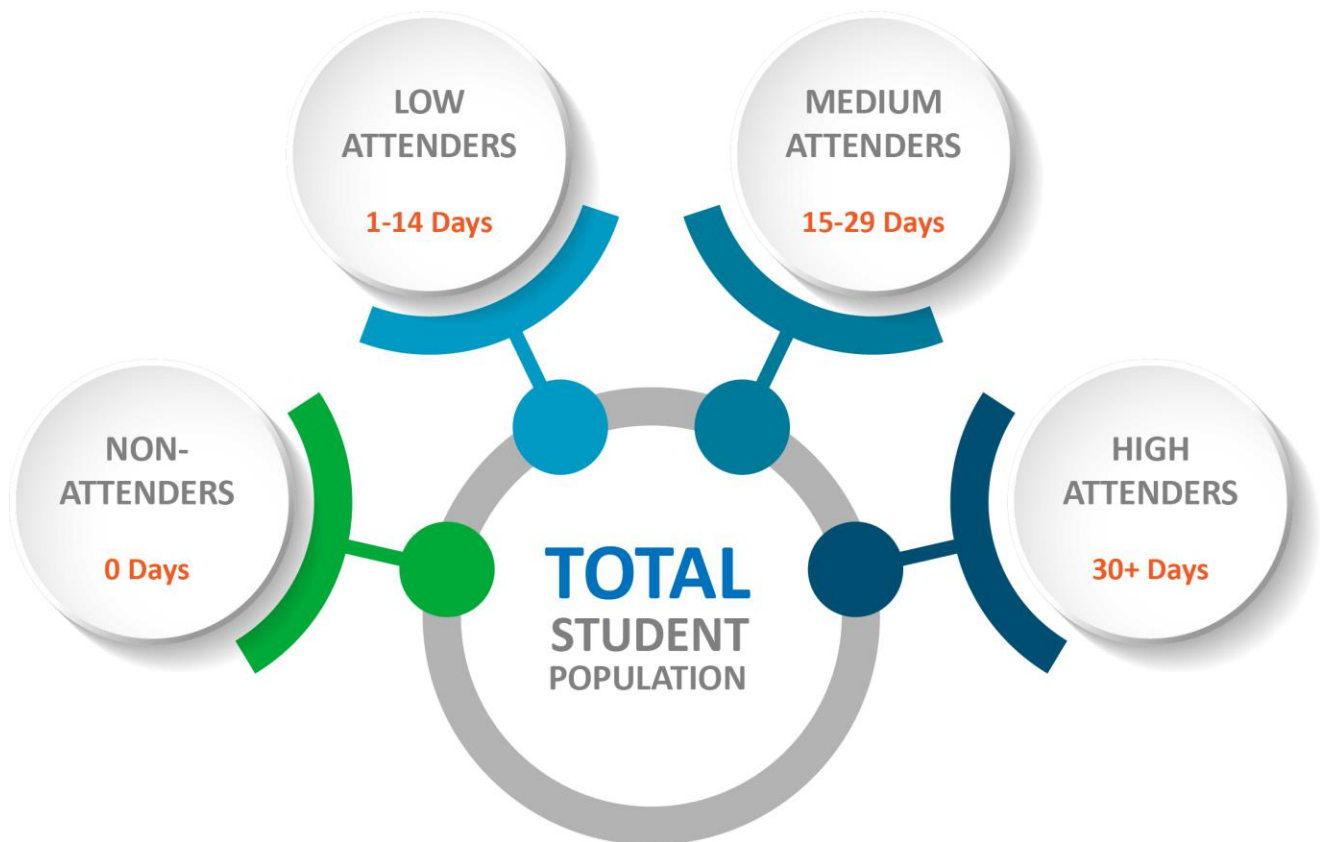 LOW
ATTENDERS
1-14 Days
MEDIUM
ATTENDERS
15-29 Days
NON-
ATTENDERS
0 Days
HIGH
ATTENDERS
30+ Days
TOTAL
STUDENT
POPULATION